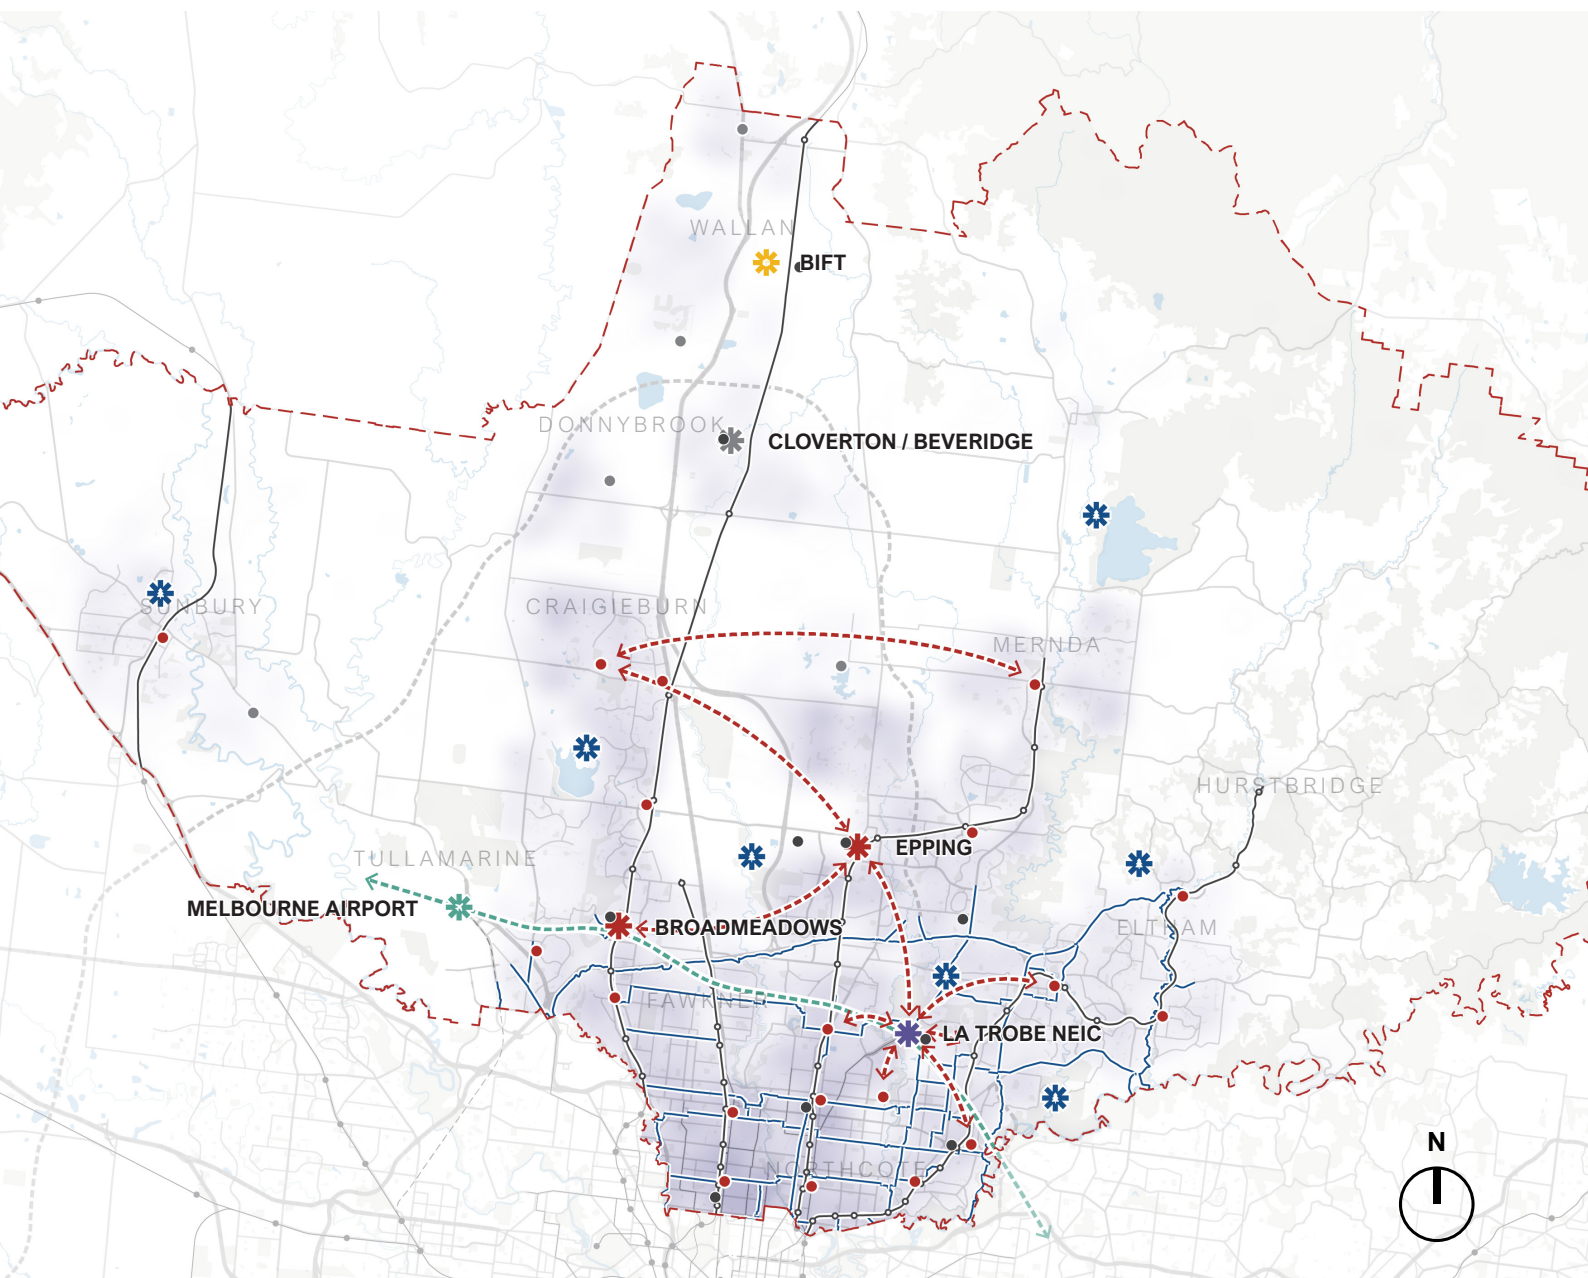 WALLAN
BIFT
DONNYBROOK
CLOVERTON / BEVERIDGE
SUNBURY
CRAIGIEBURN
MERNDA
HURSTBRIDGE
EPPING
TULLAMARINE
MELBOURNE AIRPORT
BROADMEADOWS
ELTHAM
FAWKNER
LA TROBE NEIC
NORTHCOTE
N